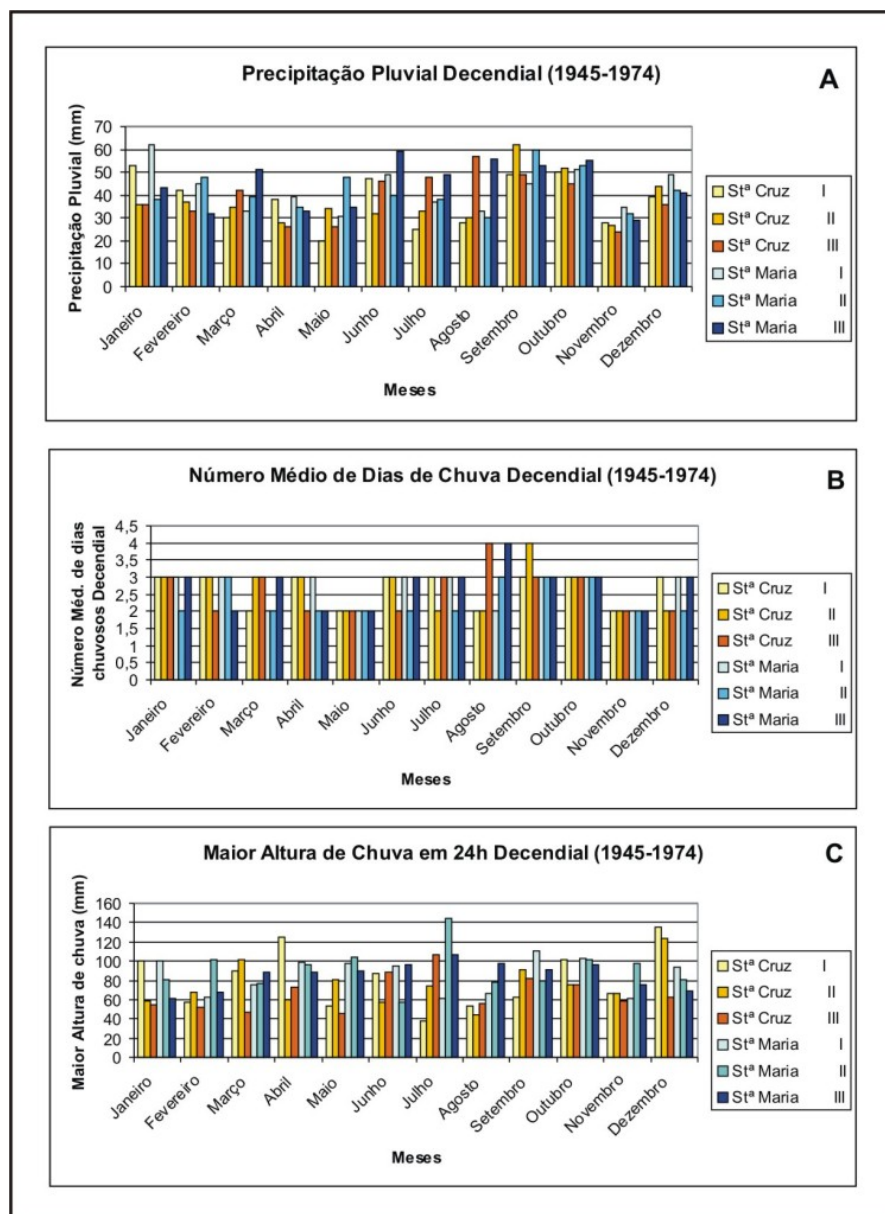 Precipitação Pluvial Decendial (1945-1974)
A
Precipitação Pluvial (mm)
70
60
50
40
30
20
10
0
Janeiro
Fevereiro
Março
Abril
Maio
Junho
Julho
Agosto
Setembro
Outubro
Novembro
Dezembro
Meses
Stª Cruz I
Stª Cruz II
Stª Cruz III
Stª Maria I
Stª Maria II
Stª Maria III
Número Médio de Dias de Chuva Decendial (1945-1974)
B
Número Méd. de dias
chuvosos Decendial
4,5
4
3,5
3
2,5
2
1,5
1
0,5
0
Janeiro
Fevereiro
Março
Abril
Maio
Junho
Julho
Agosto
Setembro
Outubro
Novembro
Dezembro
Meses
Stª Cruz I
Stª Cruz II
Stª Cruz III
Stª Maria I
Stª Maria II
Stª Maria III
Maior Altura de Chuva em 24h Decendial (1945-1974)
C
Maior Altura de chuva (mm)
160
140
120
100
80
60
40
20
0
Janeiro
Fevereiro
Março
Abril
Maio
Junho
Julho
Agosto
Setembro
Outubro
Novembro
Dezembro
Meses
Stª Cruz I
Stª Cruz II
Stª Cruz III
Stª Maria I
Stª Maria II
Stª Maria III